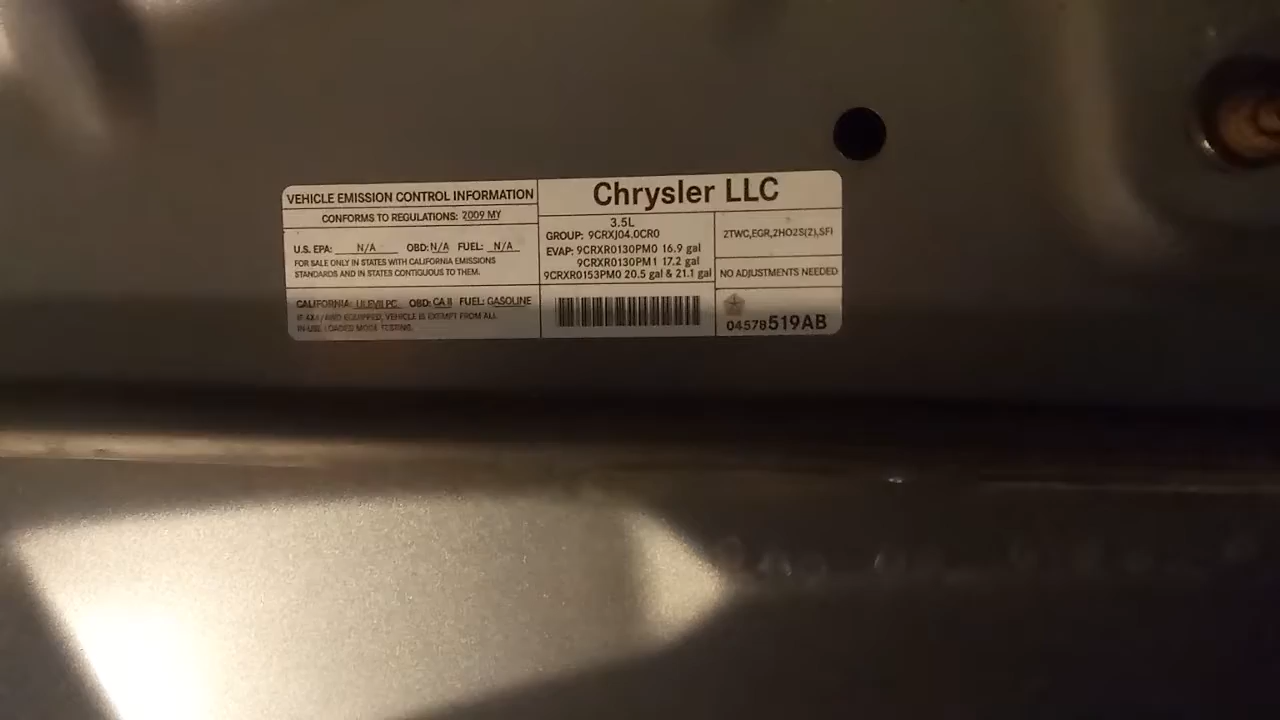 VEHICLE EMISSION CONTROL INFORMATION
CONFORMS TO REGULATIONS: 2009 MY
U.S. EPA: N/A OBD: N/A FUEL: N/A
FOR SALE ONLY IN STATES WITH CALIFORNIA EMISSIONS
STANDARDS AND IN STATES CONTIGUOUS TO THEM.
CALIFORNIA: OBD: CA II FUEL: GASOLINE
IF 4X4/AWD EQUIPPED, VEHICLE IS EXEMPT FROM ALL
IN-USE LOADED MODE TESTING.
Chrysler LLC
3.5L
GROUP: 9CRXJ04.0CR0
EVAP: 9CRXR0130PM0 16.9 gal
9CRXR0130PM1 17.2 gal
9CRXR0153PM0 20.5 gal & 21.1 gal
2TWC,EGR,2HO2S(2),SFI
NO ADJUSTMENTS NEEDED
04578519AB